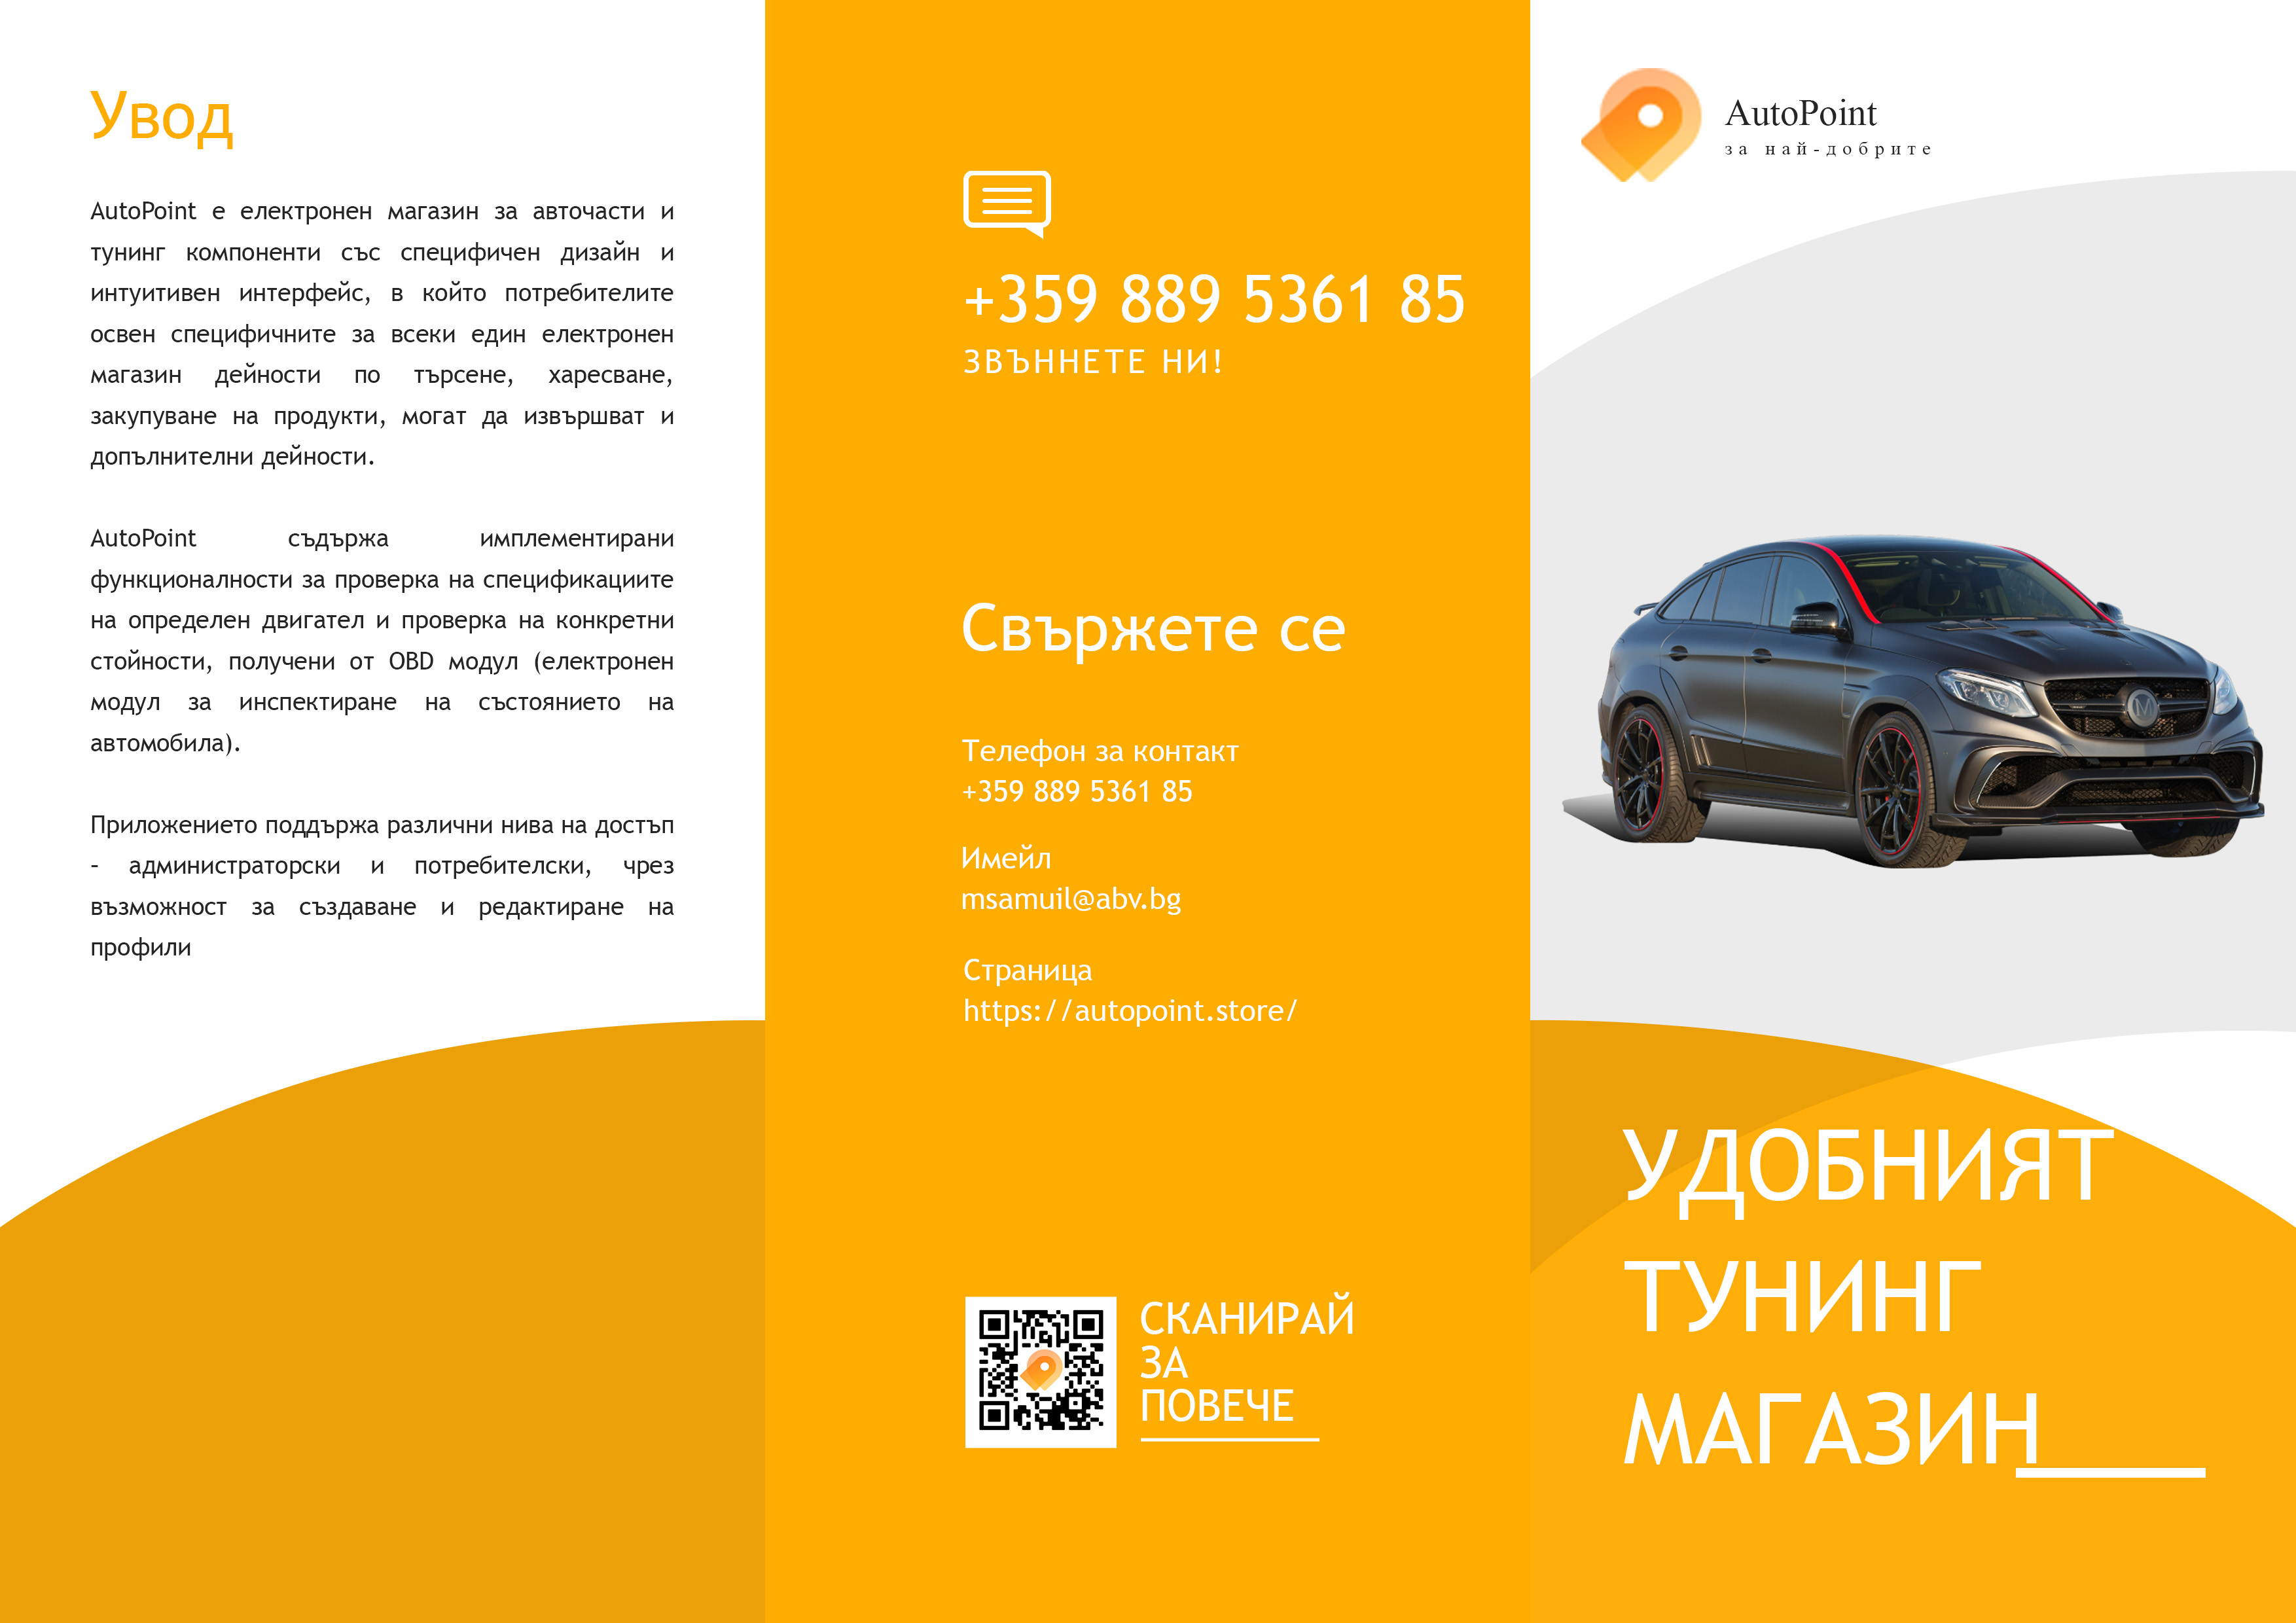 Увод
AutoPoint е електронен магазин за авточасти и
тунинг компоненти със специфичен дизайн и
интуитивен интерфейс, в който потребителите
освен специфичните за всеки един електронен
магазин дейности по търсене, харесване,
закупуване на продукти, могат да извършват и
допълнителни дейности.
AutoPoint съдържа имплементирани
функционалности за проверка на спецификациите
на определен двигател и проверка на конкретни
стойности, получени от OBD модул (електронен
модул за инспектиране на състоянието на
автомобила).
Приложението поддържа различни нива на достъп
– администраторски и потребителски, чрез
възможност за създаване и редактиране на
профили
+359 889 5361 85
ЗВЪННЕТЕ НИ!
Свържете се
Телефон за контакт
+359 889 5361 85
Имейл
msamuil@abv.bg
Страница
https://autopoint.store/
СКАНИРАЙ
ЗА
ПОВЕЧЕ
AutoPoint
за най-добрите
M
УДОБНИЯТ
ТУНИНГ
МАГАЗИН